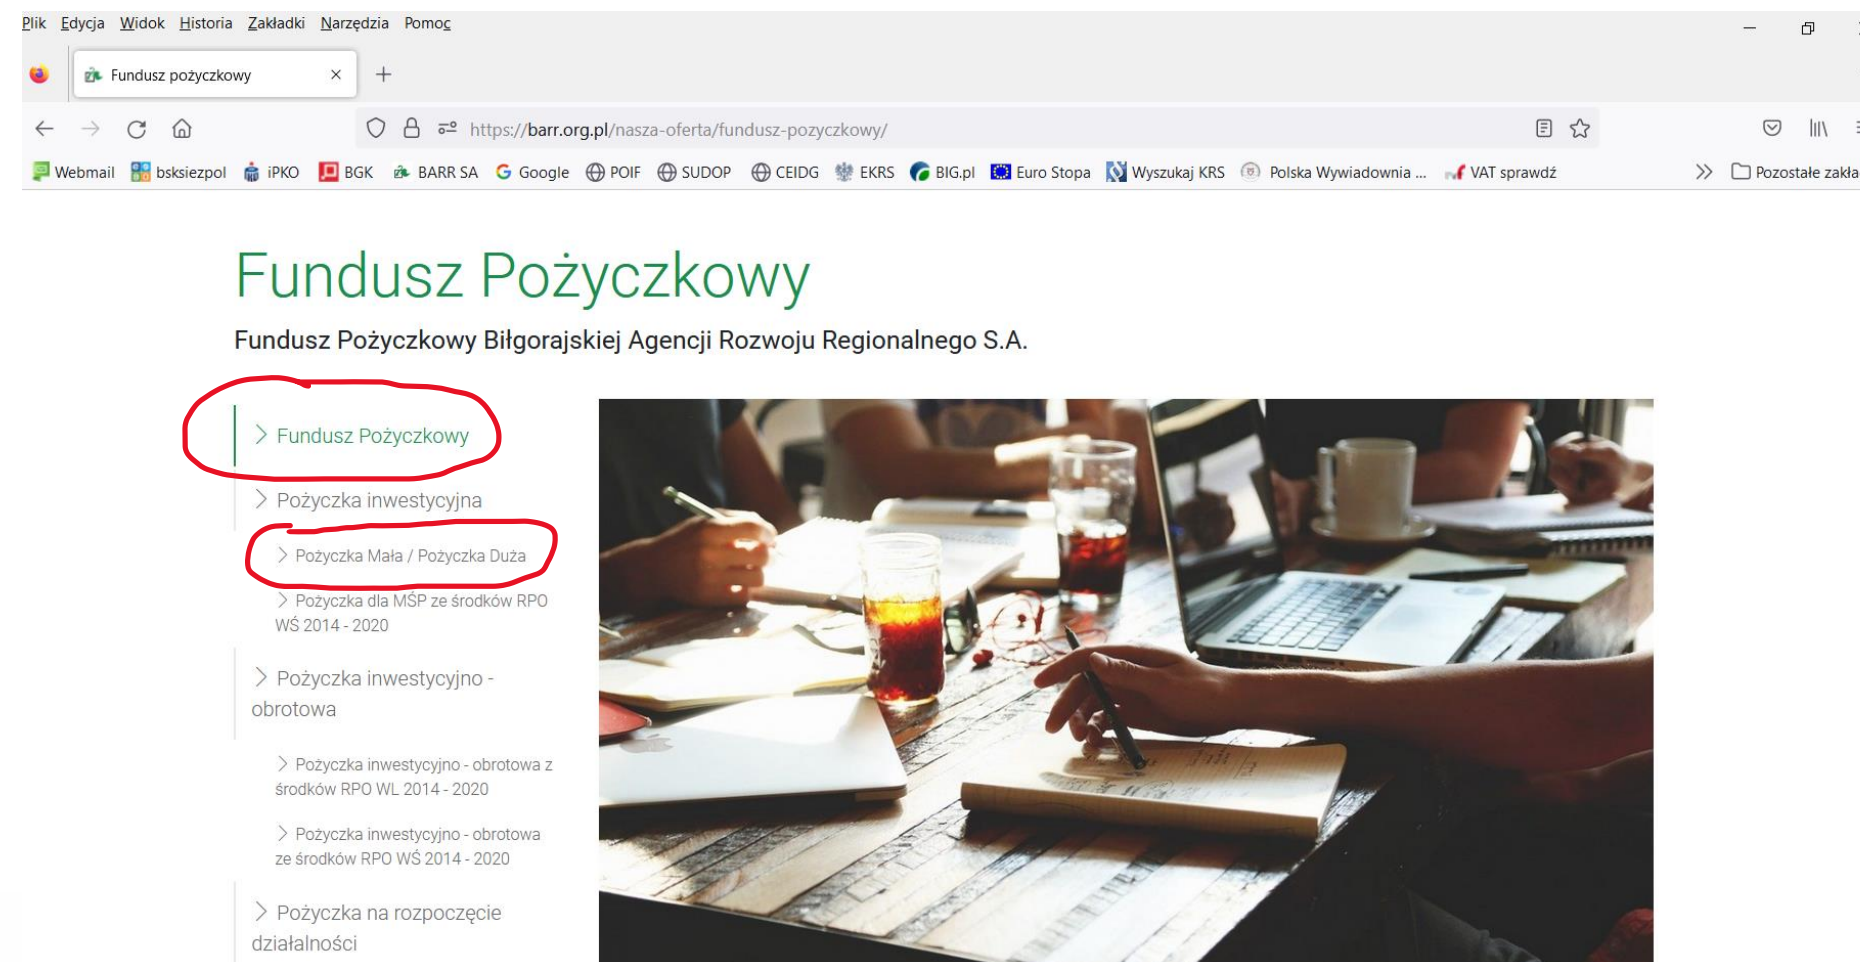 Plik Edycja Widok Historia Zakładki Narzędzia Pomoc
Fundusz pożyczkowy
https://barr.org.pl/nasza-oferta/fundusz-pozyczkowy/
Webmail bsksiezpol iPKO BGK BARR SA Google POIF SUDOP CEIDG EKRS BIG.pl Euro Stopa Wyszukaj KRS Polska Wywiadownia ... VAT sprawdź Pozostałe zakła
Fundusz Pożyczkowy
Fundusz Pożyczkowy Biłgorajskiej Agencji Rozwoju Regionalnego S.A.
Fundusz Pożyczkowy
Pożyczka inwestycyjna
Pożyczka Mała / Pożyczka Duża
Pożyczka dla MŚP ze środków RPO
WŚ 2014 - 2020
Pożyczka inwestycyjno -
obrotowa
Pożyczka inwestycyjno - obrotowa z
środków RPO WL 2014 - 2020
Pożyczka inwestycyjno - obrotowa
ze środków RPO WŚ 2014 - 2020
Pożyczka na rozpoczęcie
działalności